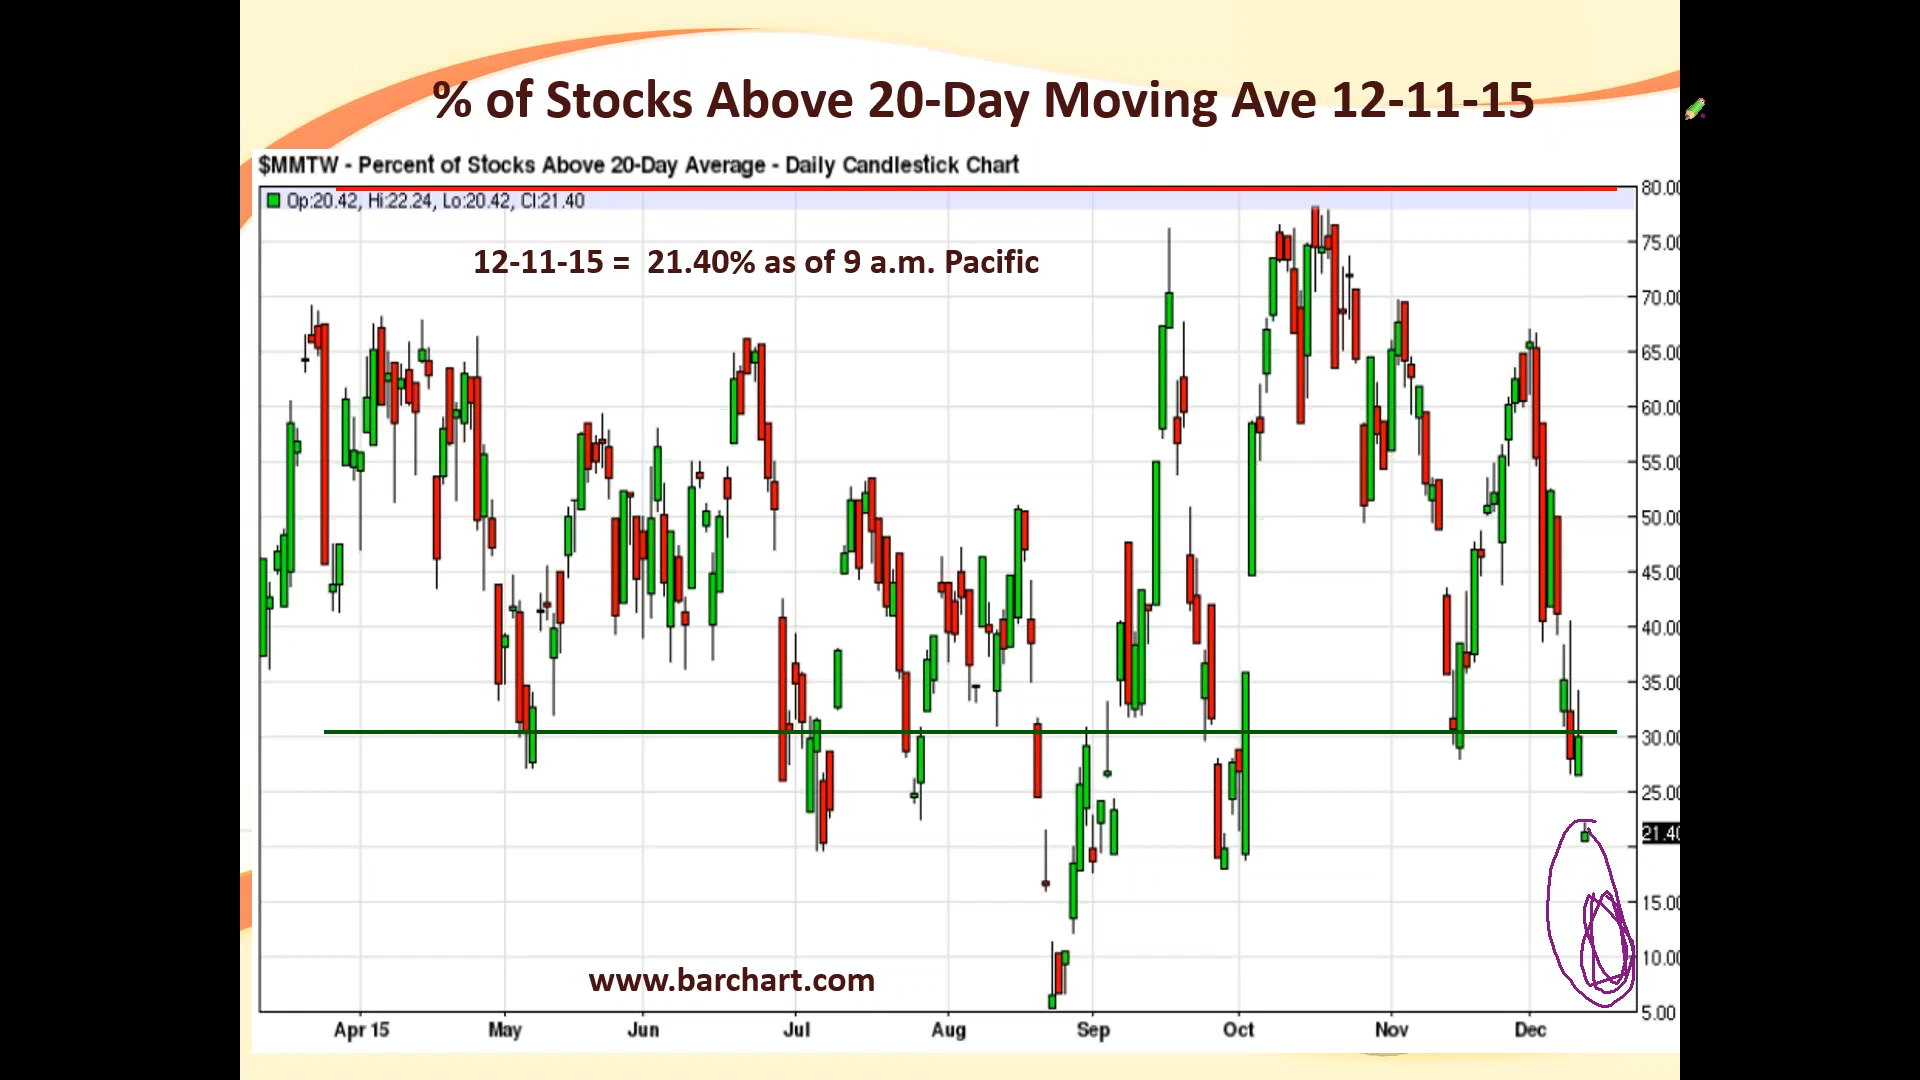 % of Stocks Above 20-Day Moving Ave 12-11-15
$MMTW - Percent of Stocks Above 20-Day Average - Daily Candlestick Chart
Op:20.42, Hi:22.24, Lo:20.42, Cl:21.40
12-11-15 = 21.40% as of 9 a.m. Pacific
80.00
75.00
70.00
65.00
60.00
55.00
50.00
45.00
40.00
35.00
30.00
25.00
21.40
15.00
10.00
5.00
www.barchart.com
Apr 15 May Jun Jul Aug Sep Oct Nov Dec